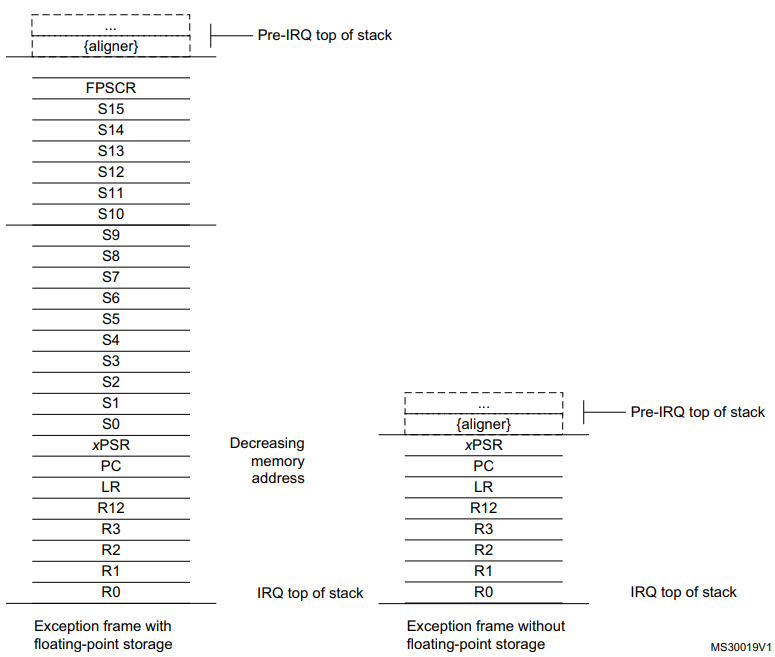 ...
{aligner}
Pre-IRQ top of stack
FPSCR
S15
S14
S13
S12
S11
S10
S9
S8
S7
S6
S5
S4
S3
S2
S1
S0
xPSR
PC
LR
R12
R3
R2
R1
R0
Decreasing
memory
address
IRQ top of stack
Exception frame with
floating-point storage
...
{aligner}
Pre-IRQ top of stack
xPSR
PC
LR
R12
R3
R2
R1
R0
IRQ top of stack
Exception frame without
floating-point storage
MS30019V1